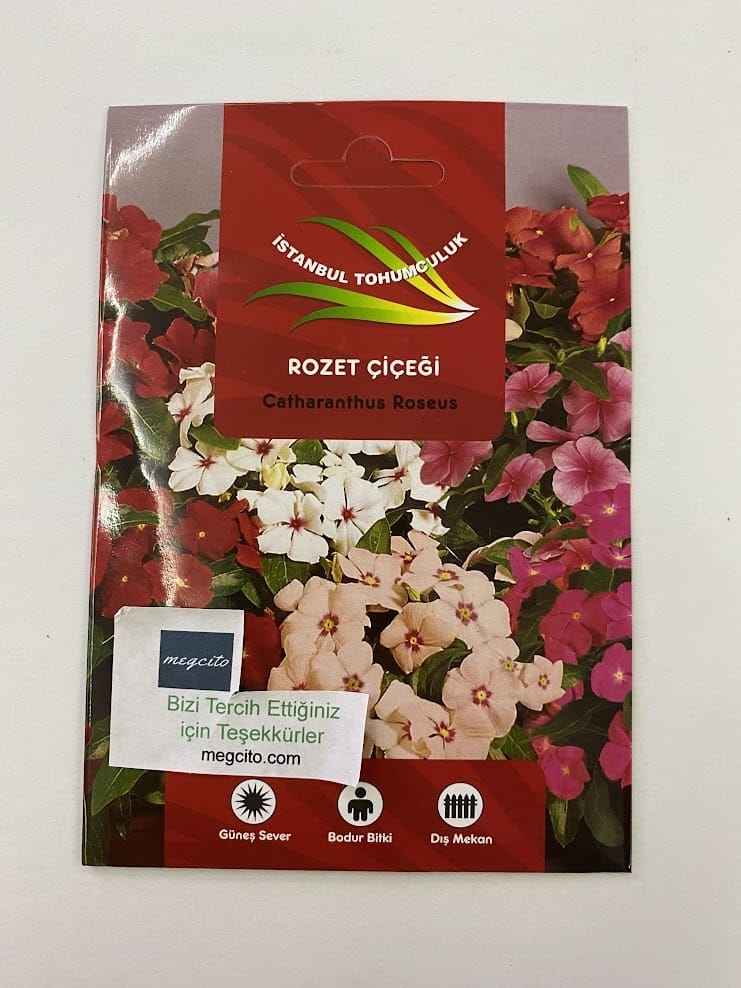 İSTANBUL TOHUMCULUK
ROZET ÇİÇEĞİ
Catharanthus Roseus
megcito
Bizi Tercih Ettiğiniz
için Teşekkürler
megcito.com
Güneş Sever
Bodur Bitki
Dış Mekan